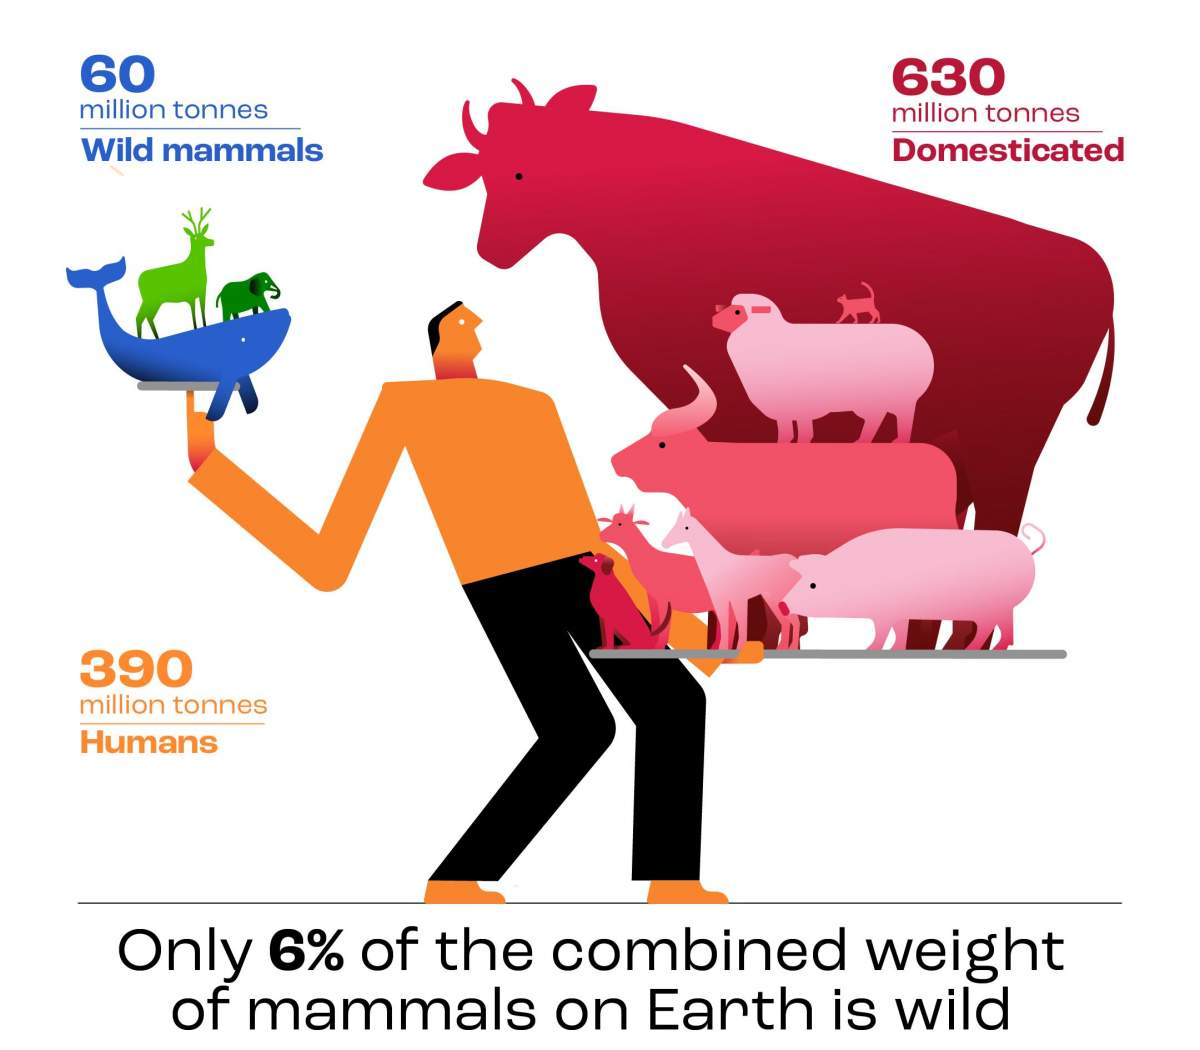 60
million tonnes
Wild mammals
630
million tonnes
Domesticated
390
million tonnes
Humans
Only 6% of the combined weight
of mammals on Earth is wild